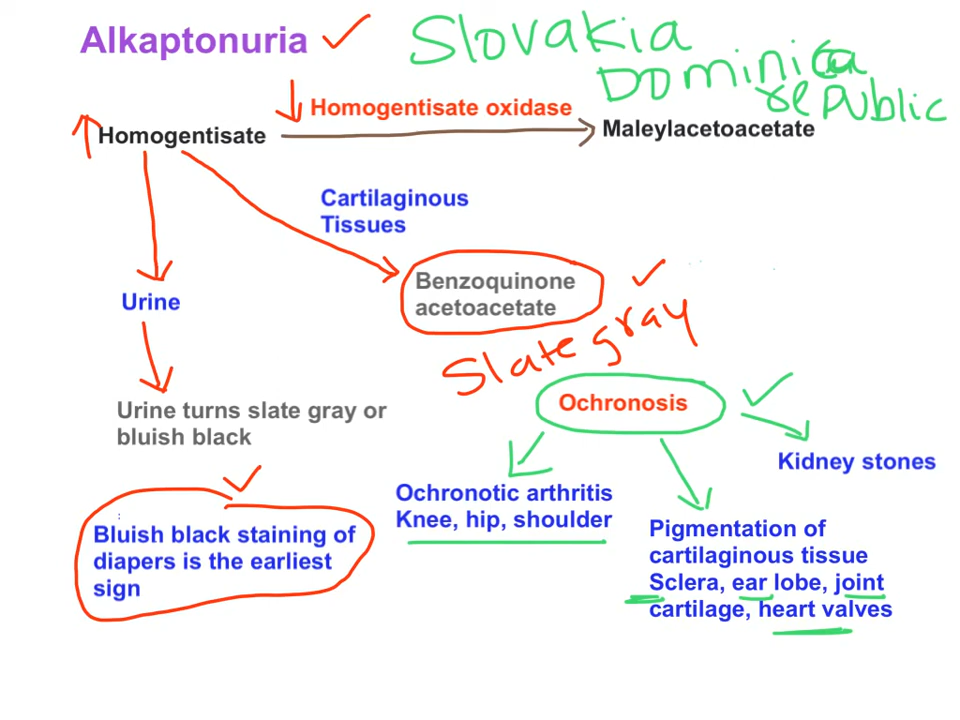 Alkaptonuria
Slovakia
Dominica
republic
Homogentisate oxidase
Homogentisate
Maleylacetoacetate
Cartilaginous
Tissues
Benzoquinone
acetoacetate
Urine
Slate gray
Urine turns slate gray or
bluish black
Ochronosis
Kidney stones
Ochronotic arthritis
Knee, hip, shoulder
Bluish black staining of
diapers is the earliest
sign
Pigmentation of
cartilaginous tissue
Sclera, ear lobe, joint
cartilage, heart valves